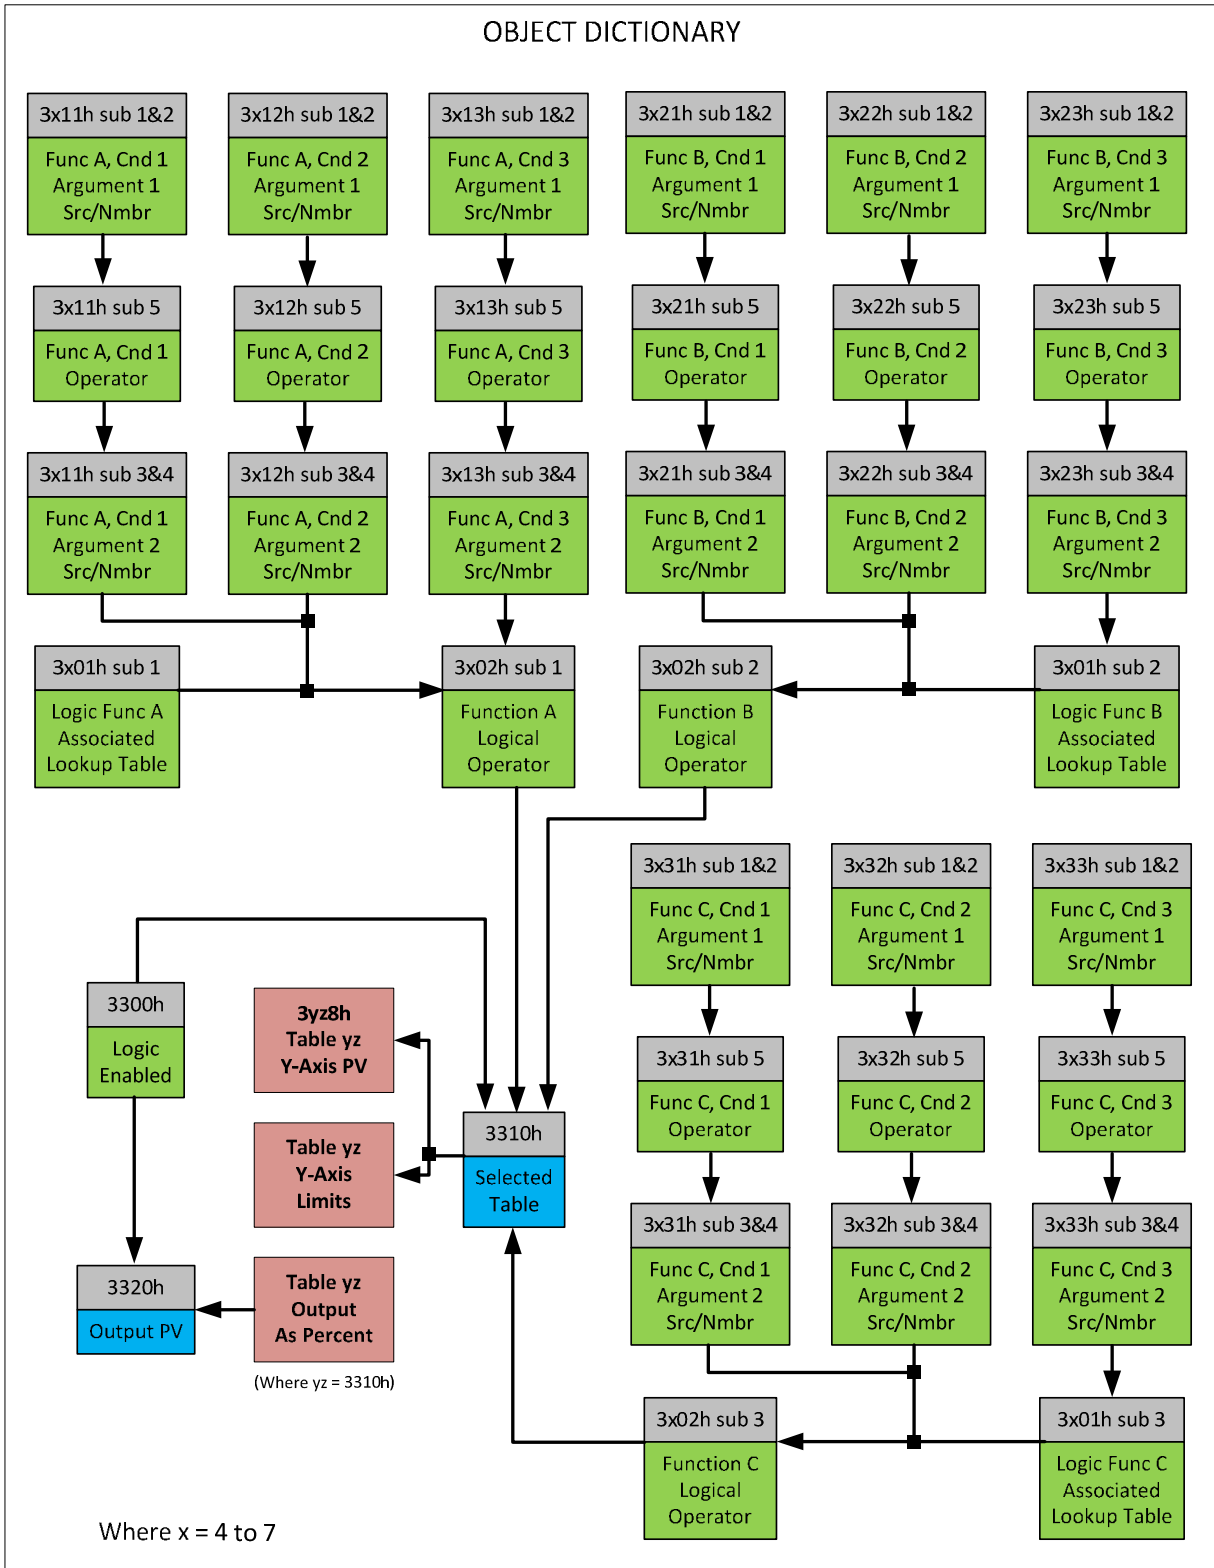 OBJECT DICTIONARY
3x11h sub 1&2
Func A, Cnd 1
Argument 1
Src/Nmbr
3x12h sub 1&2
Func A, Cnd 2
Argument 1
Src/Nmbr
3x13h sub 1&2
Func A, Cnd 3
Argument 1
Src/Nmbr
3x21h sub 1&2
Func B, Cnd 1
Argument 1
Src/Nmbr
3x22h sub 1&2
Func B, Cnd 2
Argument 1
Src/Nmbr
3x23h sub 1&2
Func B, Cnd 3
Argument 1
Src/Nmbr
3x11h sub 5
Func A, Cnd 1
Operator
3x12h sub 5
Func A, Cnd 2
Operator
3x13h sub 5
Func A, Cnd 3
Operator
3x21h sub 5
Func B, Cnd 1
Operator
3x22h sub 5
Func B, Cnd 2
Operator
3x23h sub 5
Func B, Cnd 3
Operator
3x11h sub 3&4
Func A, Cnd 1
Argument 2
Src/Nmbr
3x12h sub 3&4
Func A, Cnd 2
Argument 2
Src/Nmbr
3x13h sub 3&4
Func A, Cnd 3
Argument 2
Src/Nmbr
3x21h sub 3&4
Func B, Cnd 1
Argument 2
Src/Nmbr
3x22h sub 3&4
Func B, Cnd 2
Argument 2
Src/Nmbr
3x23h sub 3&4
Func B, Cnd 3
Argument 2
Src/Nmbr
3x01h sub 1
Logic Func A
Associated
Lookup Table
3x02h sub 1
Function A
Logical
Operator
3x02h sub 2
Function B
Logical
Operator
3x01h sub 2
Logic Func B
Associated
Lookup Table
3x31h sub 1&2
Func C, Cnd 1
Argument 1
Src/Nmbr
3x32h sub 1&2
Func C, Cnd 2
Argument 1
Src/Nmbr
3x33h sub 1&2
Func C, Cnd 3
Argument 1
Src/Nmbr
3300h
Logic
Enabled
3yz8h
Table yz
Y-Axis PV
3x31h sub 5
Func C, Cnd 1
Operator
3x32h sub 5
Func C, Cnd 2
Operator
3x33h sub 5
Func C, Cnd 3
Operator
Table yz
Y-Axis
Limits
3310h
Selected
Table
3x31h sub 3&4
Func C, Cnd 1
Argument 2
Src/Nmbr
3x32h sub 3&4
Func C, Cnd 2
Argument 2
Src/Nmbr
3x33h sub 3&4
Func C, Cnd 3
Argument 2
Src/Nmbr
3320h
Output PV
Table yz
Output
As Percent
(Where yz = 3310h)
3x02h sub 3
Function C
Logical
Operator
3x01h sub 3
Logic Func C
Associated
Lookup Table
Where x = 4 to 7